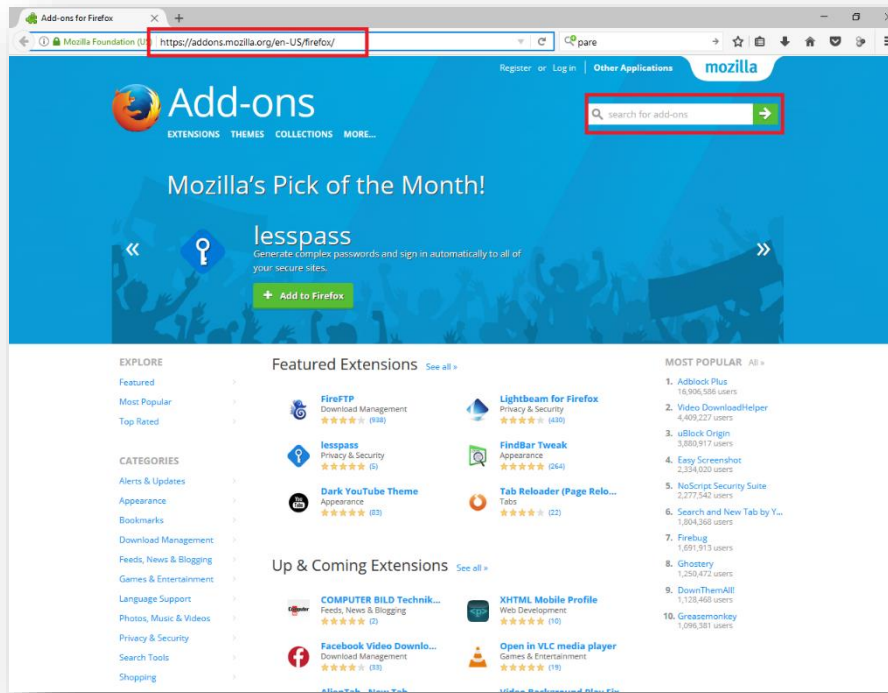 Add-ons for Firefox
Mozilla Foundation (US) https://addons.mozilla.org/en-US/firefox/
pare
Register or Log in Other Applications mozilla
Add-ons
search for add-ons
EXTENSIONS THEMES COLLECTIONS MORE...
Mozilla's Pick of the Month!
lesspass
Generate complex passwords and sign in automatically to all of
your secure sites.
« »
+ Add to Firefox
EXPLORE
Featured
Most Popular
Top Rated
CATEGORIES
Alerts & Updates
Appearance
Bookmarks
Download Management
Feeds, News & Blogging
Games & Entertainment
Language Support
Photos, Music & Videos
Privacy & Security
Search Tools
Shopping
Featured Extensions See all »
FireFTP
Download Management
(938)
Lightbeam for Firefox
Privacy & Security
(430)
lesspass
Privacy & Security
(5)
FindBar Tweak
Appearance
(264)
You Tube
Dark YouTube Theme
Appearance
(83)
Tab Reloader (Page Relo...
Tabs
(22)
Up & Coming Extensions See all »
COMPUTER BILD Technik...
Feeds, News & Blogging
(2)
XHTML Mobile Profile
Web Development
(10)
Facebook Video Downlo...
Download Management
(33)
Open in VLC media player
Games & Entertainment
(19)
MOST POPULAR All »
1. Adblock Plus
16,906,586 users
2. Video DownloadHelper
4,409,227 users
3. uBlock Origin
3,880,917 users
4. Easy Screenshot
2,334,020 users
5. NoScript Security Suite
2,277,542 users
6. Search and New Tab by Y...
1,804,368 users
7. Firebug
1,691,913 users
8. Ghostery
1,250,472 users
9. DownThemAll!
1,128,468 users
10. Greasemonkey
1,096,381 users